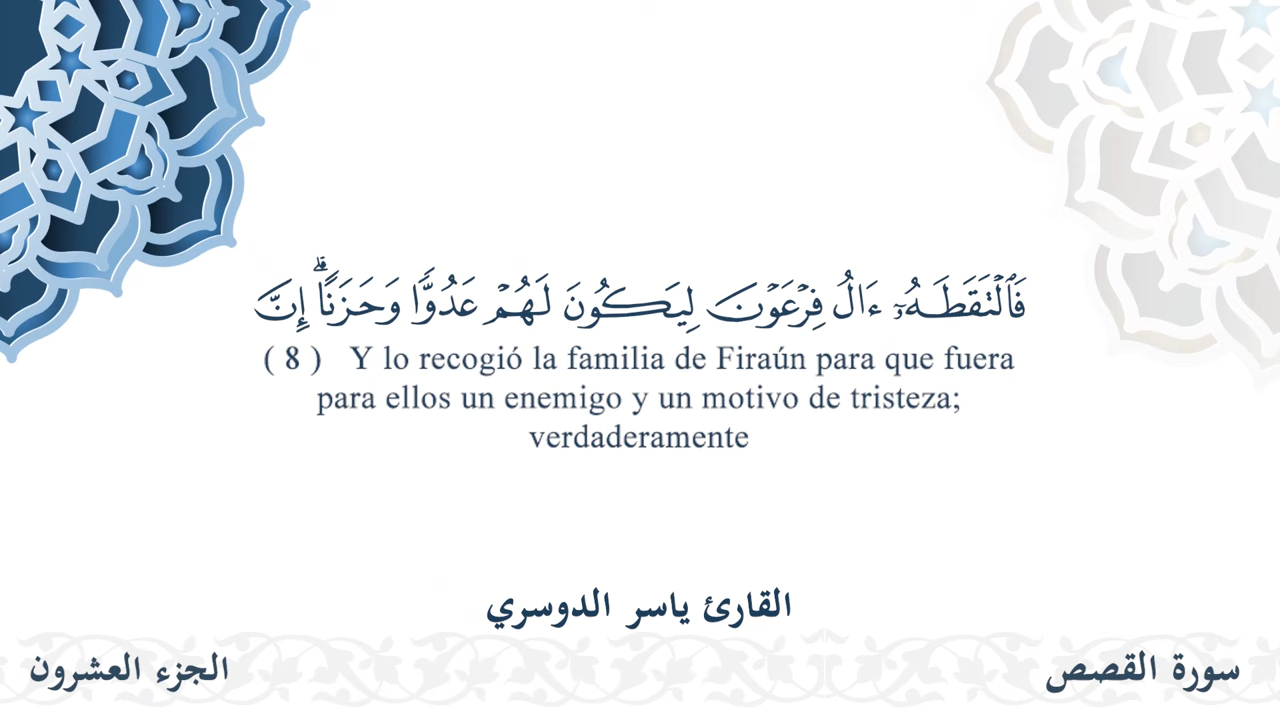 فَٱلْتَقَطَهُۥٓ ءَالُ فِرْعَوْنَ لِيَكُونَ لَهُمْ عَدُوًّا وَحَزَنًا ۗ إِنَّ
( 8 ) Y lo recogió la familia de Firaún para que fuera
para ellos un enemigo y un motivo de tristeza;
verdaderamente
القارئ ياسر الدوسري
سورة القصص
الجزء العشرون